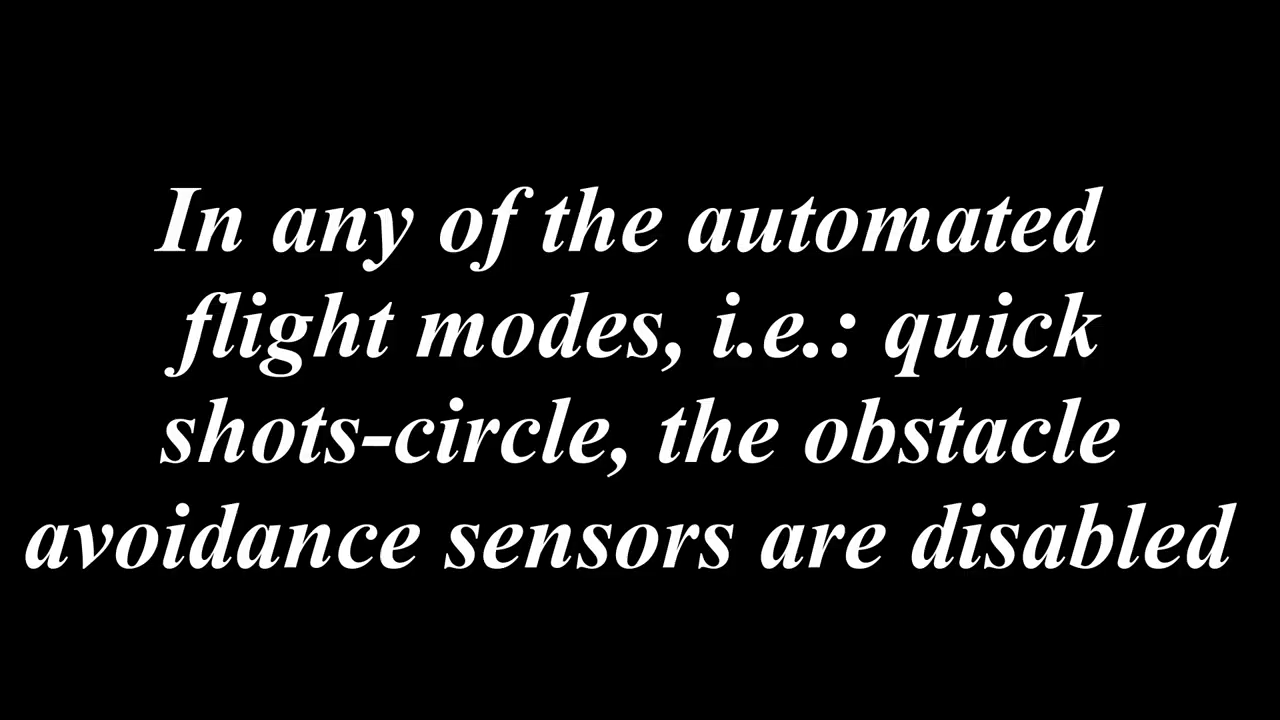 In any of the automated
flight modes, i.e.: quick
shots-circle, the obstacle
avoidance sensors are disabled